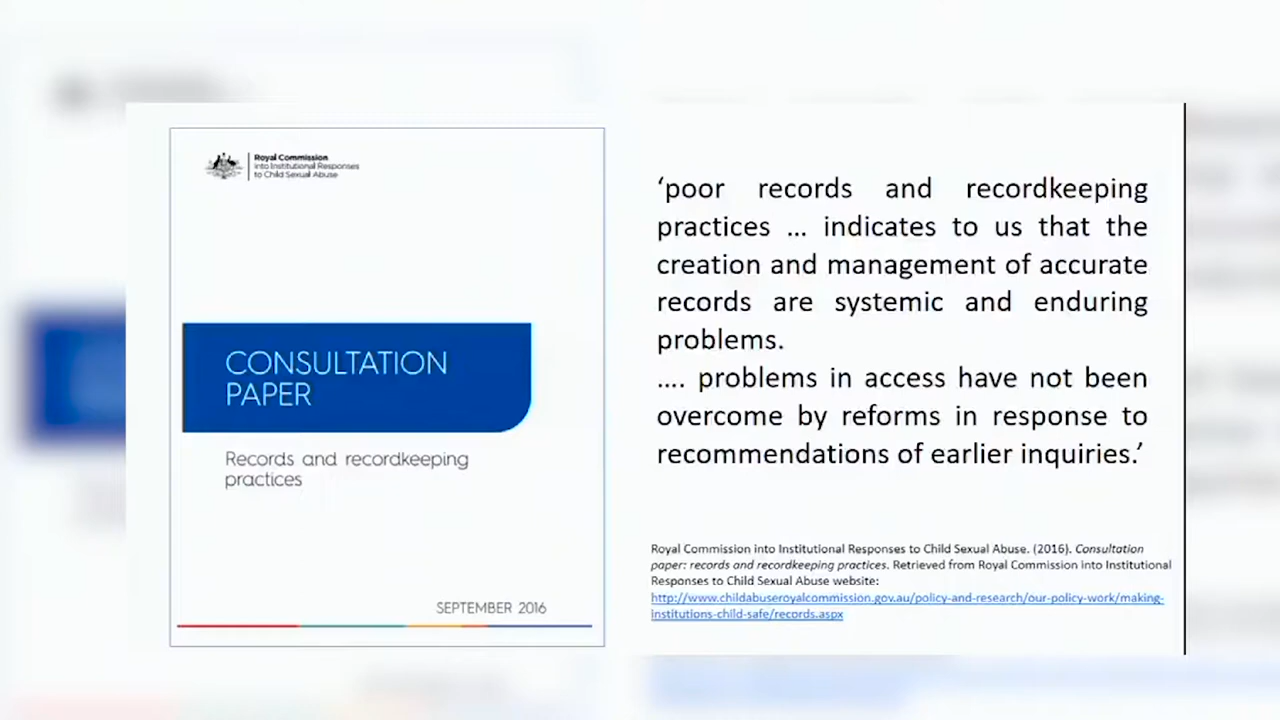 Royal Commission
into Institutional Responses
to Child Sexual Abuse
CONSULTATION
PAPER
Records and recordkeeping
practices
SEPTEMBER 2016
‘poor records and recordkeeping
practices ... indicates to us that the
creation and management of accurate
records are systemic and enduring
problems.
.... problems in access have not been
overcome by reforms in response to
recommendations of earlier inquiries.’
Royal Commission into Institutional Responses to Child Sexual Abuse. (2016). Consultation
paper: records and recordkeeping practices. Retrieved from Royal Commission into Institutional
Responses to Child Sexual Abuse website:
http://www.childabuseroyalcommission.gov.au/policy-and-research/our-policy-work/making-
institutions-child-safe/records.aspx